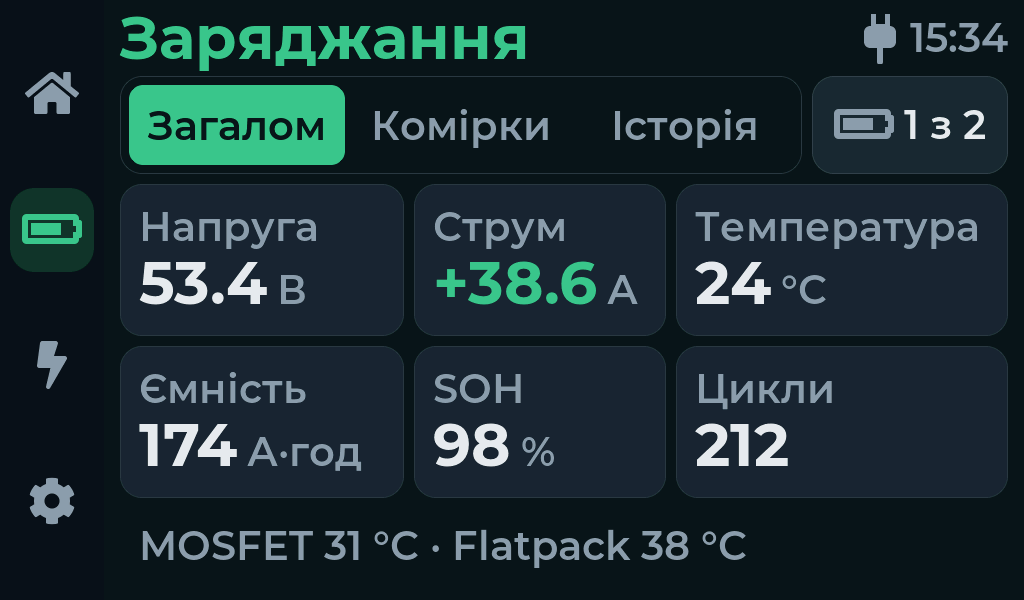 Заряджання
15:34
Загалом Комірки Історія 1 з 2
Напруга Струм Температура
53.4 В +38.6 А 24 °C
Ємність SOH Цикли
174 А·год 98 % 212
MOSFET 31 °C · Flatpack 38 °C